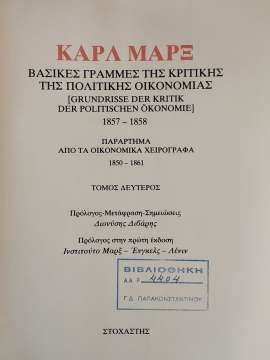 ΚΑΡΛ ΜΑΡΞ
ΒΑΣΙΚΕΣ ΓΡΑΜΜΕΣ ΤΗΣ ΚΡΙΤΙΚΗΣ
ΤΗΣ ΠΟΛΙΤΙΚΗΣ ΟΙΚΟΝΟΜΙΑΣ
[GRUNDRISSE DER KRITIK
DER POLITISCHEN ÖKONOMIE]
1857 – 1858
ΠΑΡΑΡΤΗΜΑ
ΑΠΟ ΤΑ ΟΙΚΟΝΟΜΙΚΑ ΧΕΙΡΟΓΡΑΦΑ
1850 – 1861
ΤΟΜΟΣ ΔΕΥΤΕΡΟΣ
Πρόλογος-Μετάφραση-Σημειώσεις
Διονύσης Διβάρης
Πρόλογος στην πρώτη έκδοση
Ινστιτούτο Μαρξ – Ένγκελς – Λένιν
ΒΙΒΛΙΟΘΗΚΗ
ΑΑ 4404
Γ.Δ. ΠΑΠΑΚΩΝΣΤΑΝΤΙΝΟΥ
ΣΤΟΧΑΣΤΗΣ